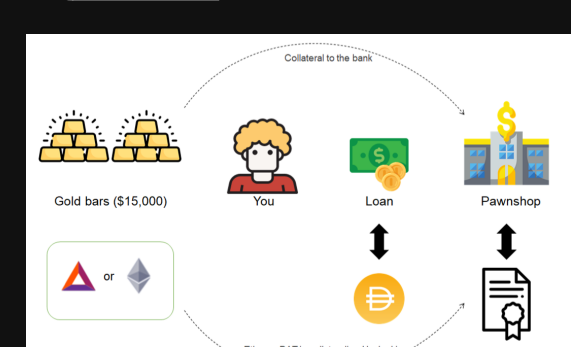 Collateral to the bank
Gold bars ($15,000)
You
Loan
Pawnshop
or